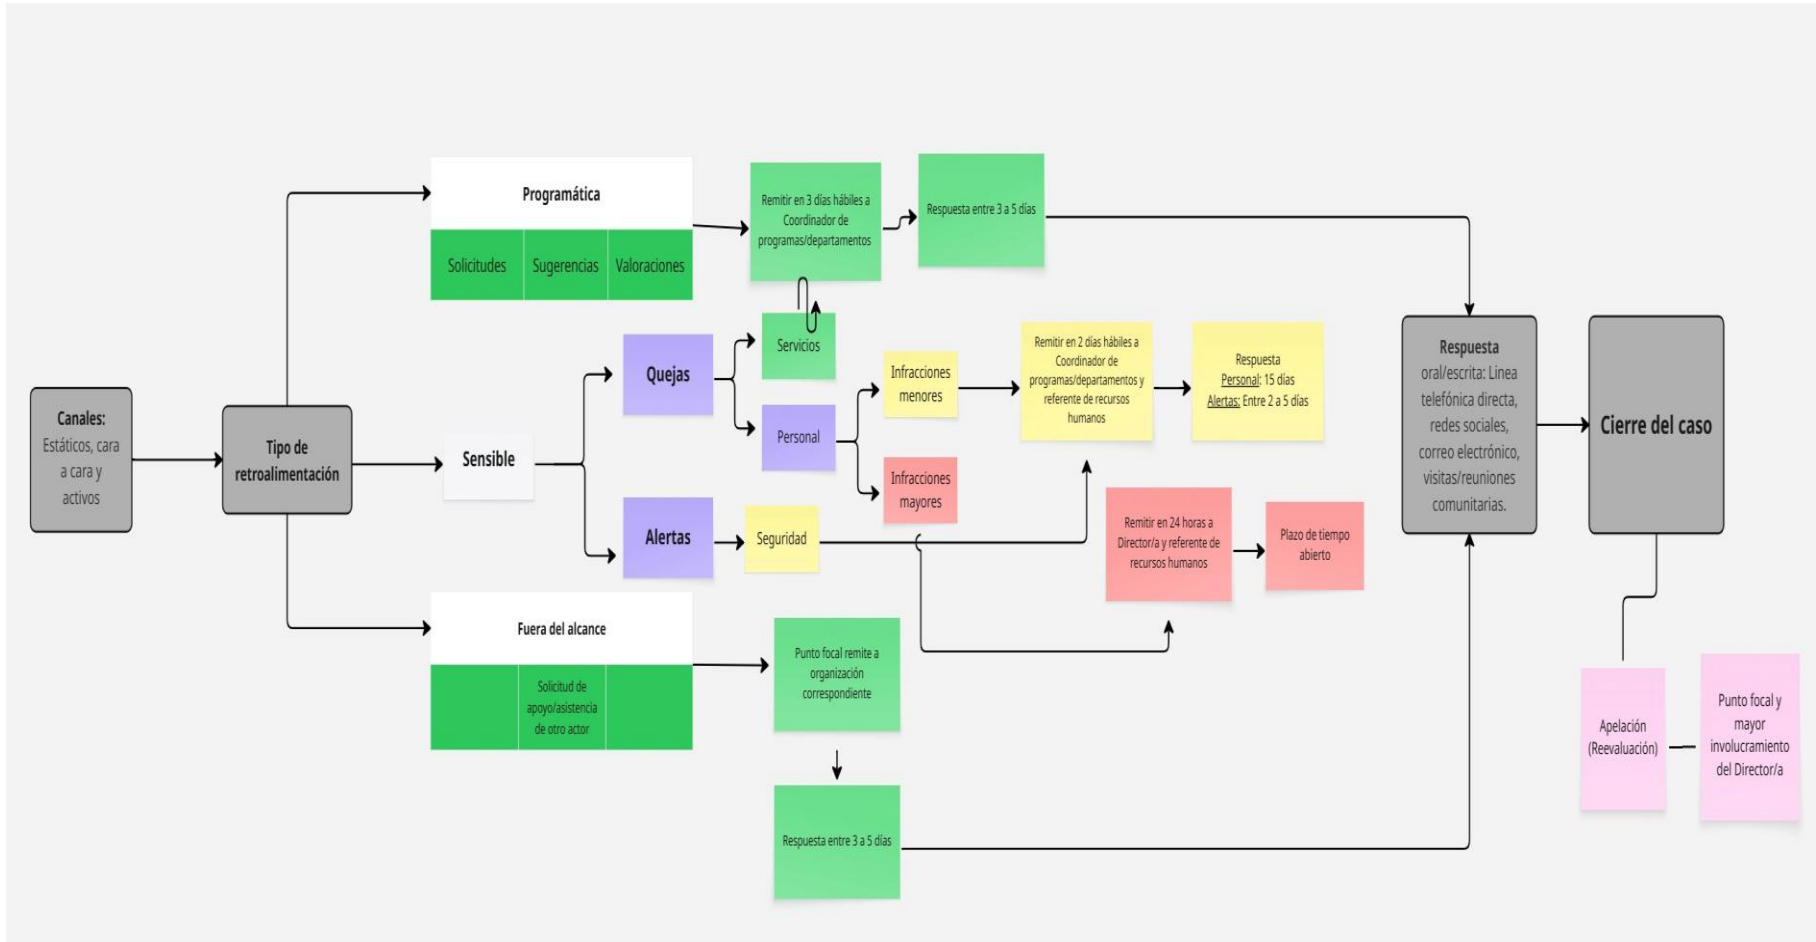 Canales:
Estáticos, cara
a cara y
activos
Tipo de
retroalimentación
Programática
Solicitudes
Sugerencias
Valoraciones
Remitir en 3 días hábiles a
Coordinador de
programas/departamentos
Respuesta entre 3 a 5 días
Sensible
Quejas
Servicios
Personal
Infracciones
menores
Infracciones
mayores
Remitir en 2 días hábiles a
Coordinador de
programas/departamentos y
referente de recursos
humanos
Respuesta
Personal: 15 días
Alertas: Entre 2 a 5 días
Alertas
Seguridad
Remitir en 24 horas a
Director/a y referente de
recursos humanos
Plazo de tiempo
abierto
Fuera del alcance
Solicitud de
apoyo/asistencia
de otro actor
Punto focal remite a
organización
correspondiente
Respuesta entre 3 a 5 días
Respuesta
oral/escrita: Linea
telefónica directa,
redes sociales,
correo electrónico,
visitas/reuniones
comunitarias.
Cierre del caso
Apelación
(Reevaluación)
Punto focal y
mayor
involucramiento
del Director/a